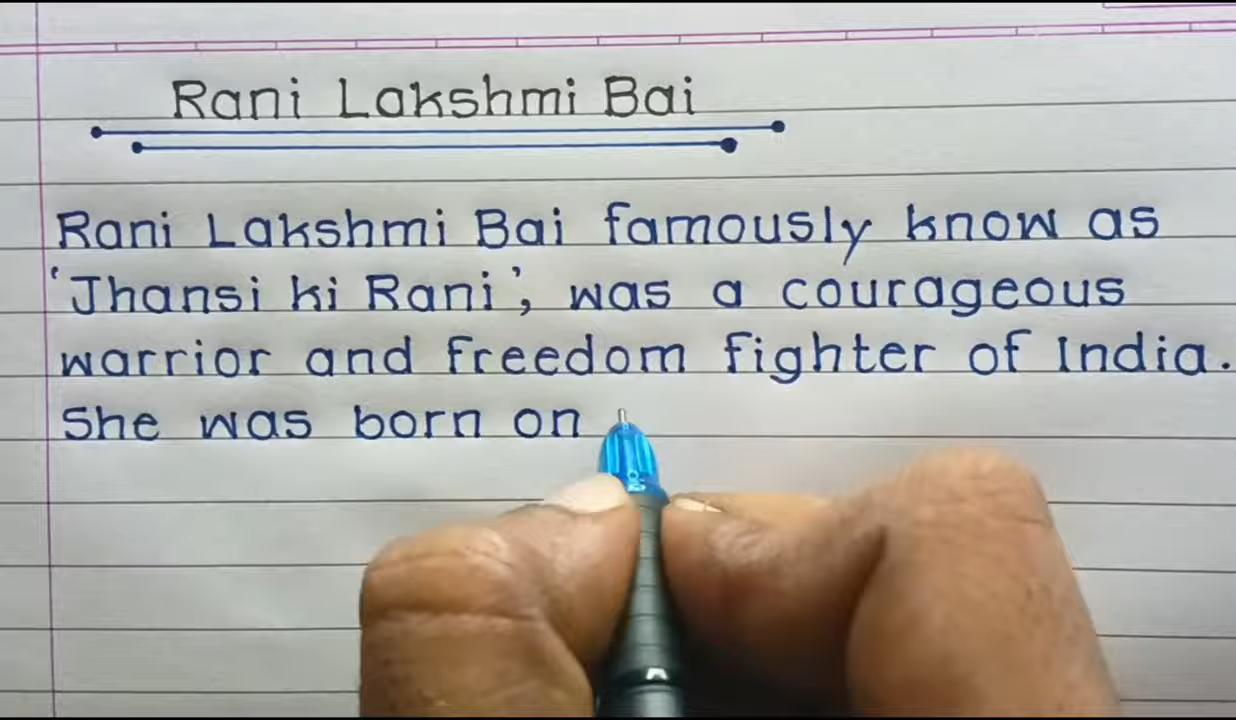 Rani Lakshmi Bai
Rani Lakshmi Bai famously know as
‘Jhansi ki Rani’, was a courageous
warrior and freedom fighter of India.
She was born on